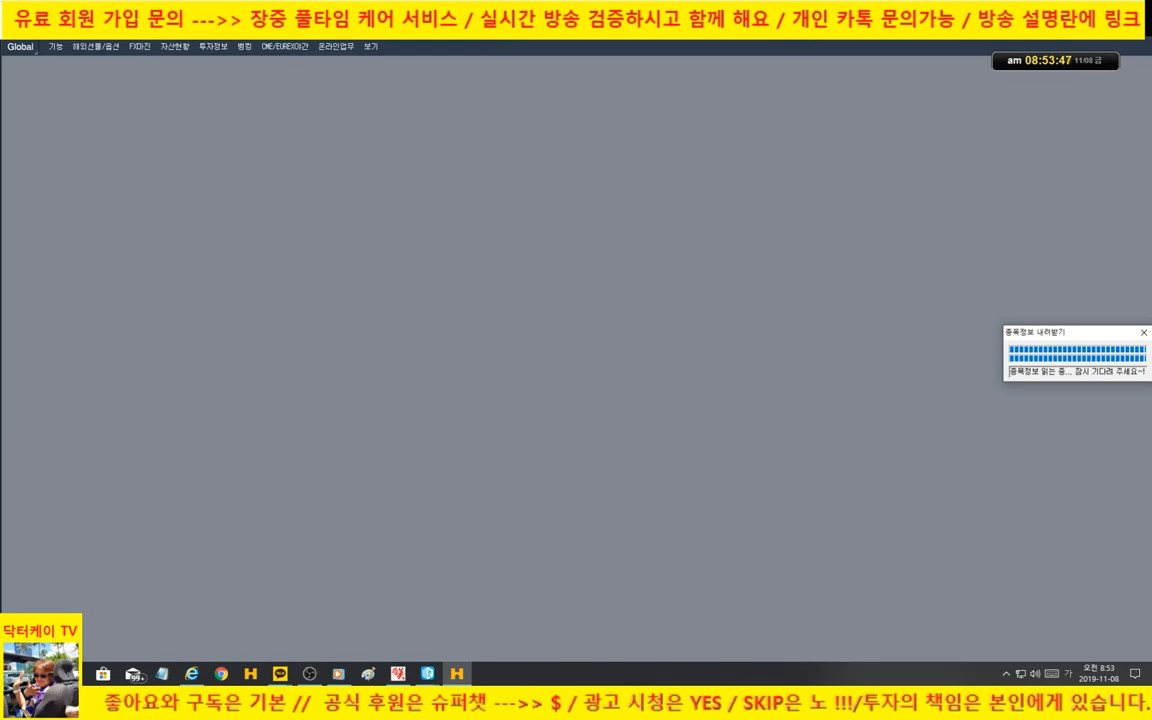 유료 회원 가입 문의 --->> 장중 풀타임 케어 서비스 / 실시간 방송 검증하시고 함께 해요 / 개인 카톡 문의가능 / 방송 설명란에 링크
Global 기능 해외선물/옵션 FX마진 자산현황 투자정보 뱅킹 CME/EUREX야간 온라인업무 보기
am 08:53:47 11/08 금
종목정보 내려받기
종목정보 읽는 중... 잠시 기다려 주세요~!
닥터케이 TV
99+
가
오전 8:53
2019-11-08
좋아요와 구독은 기본 // 공식 후원은 슈퍼챗 --->> $ / 광고 시청은 YES / SKIP은 노 !!!/투자의 책임은 본인에게 있습니다.